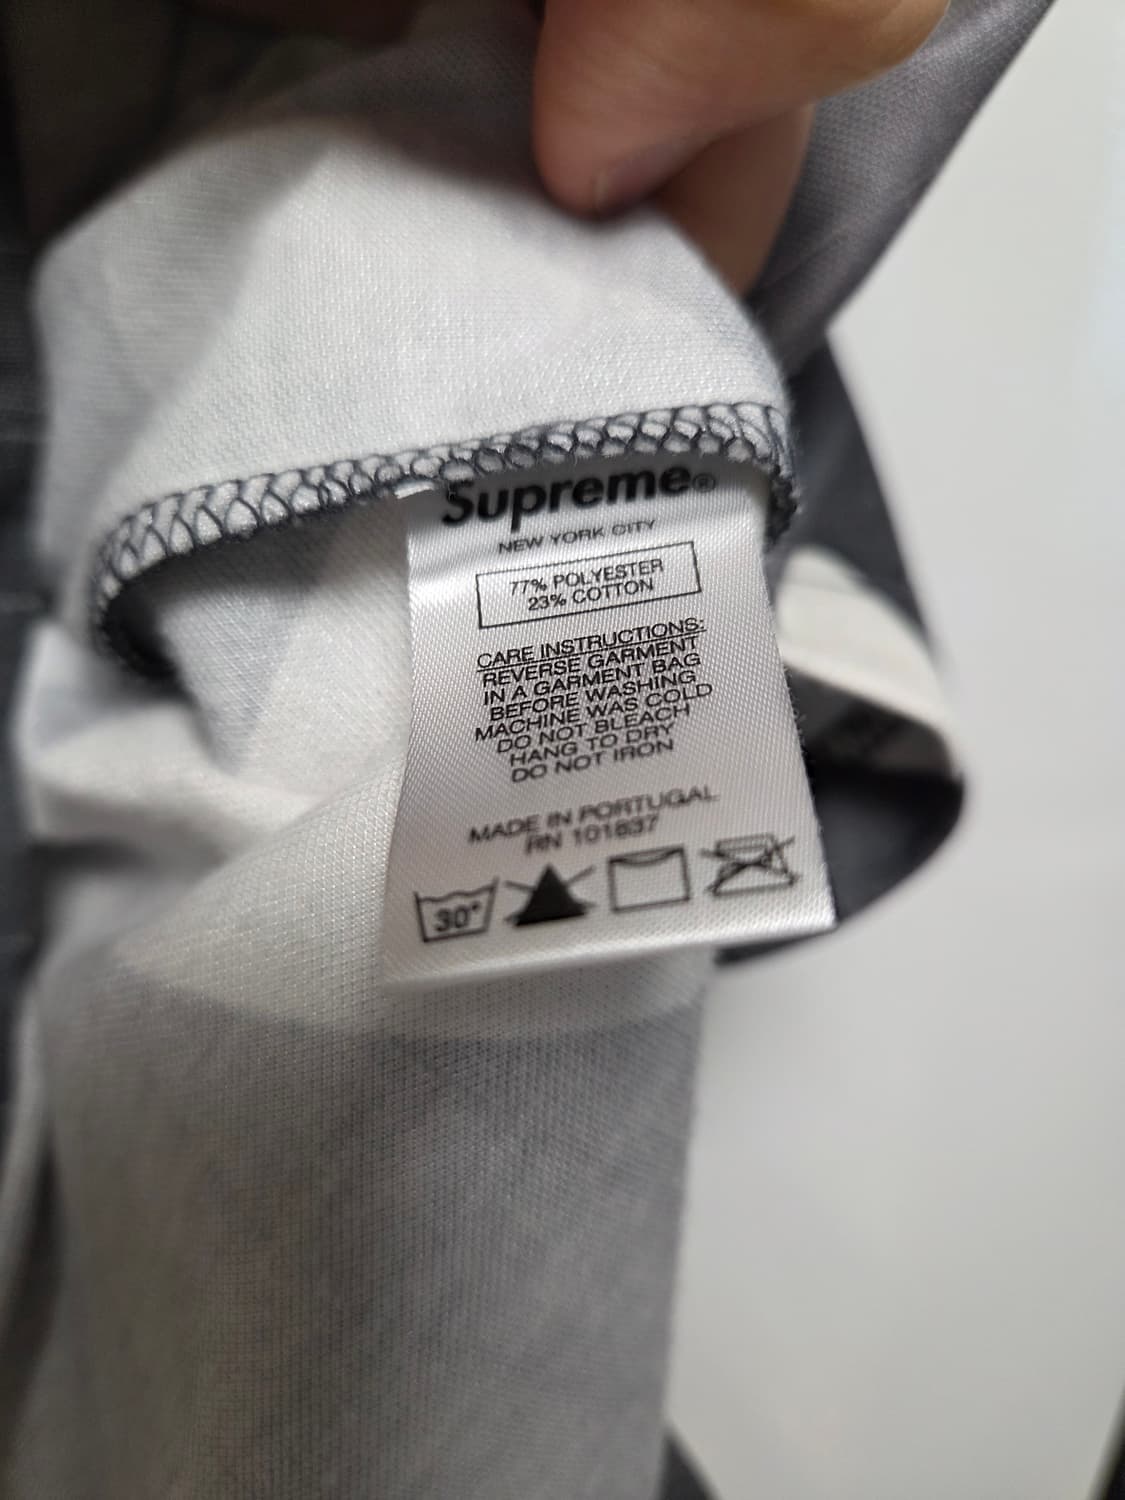 Supreme®
NEW YORK CITY
77% POLYESTER
23% COTTON
CARE INSTRUCTIONS:
REVERSE GARMENT
IN A GARMENT BAG
BEFORE WASHING
MACHINE WAS COLD
DO NOT BLEACH
HANG TO DRY
DO NOT IRON
MADE IN PORTUGAL
RN 101837
30°